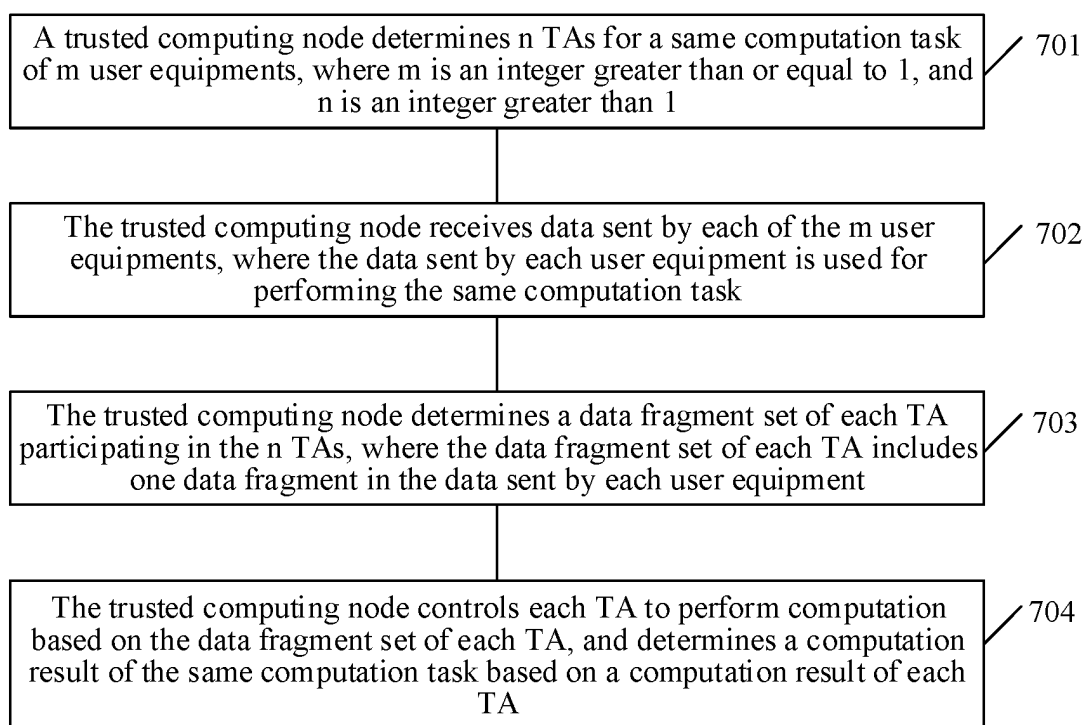 A trusted computing node determines n TAs for a same computation task
of m user equipments, where m is an integer greater than or equal to 1, and
n is an integer greater than 1
701
The trusted computing node receives data sent by each of the m user
equipments, where the data sent by each user equipment is used for
performing the same computation task
702
The trusted computing node determines a data fragment set of each TA
participating in the n TAs, where the data fragment set of each TA includes
one data fragment in the data sent by each user equipment
703
The trusted computing node controls each TA to perform computation
based on the data fragment set of each TA, and determines a computation
result of the same computation task based on a computation result of each
TA
704